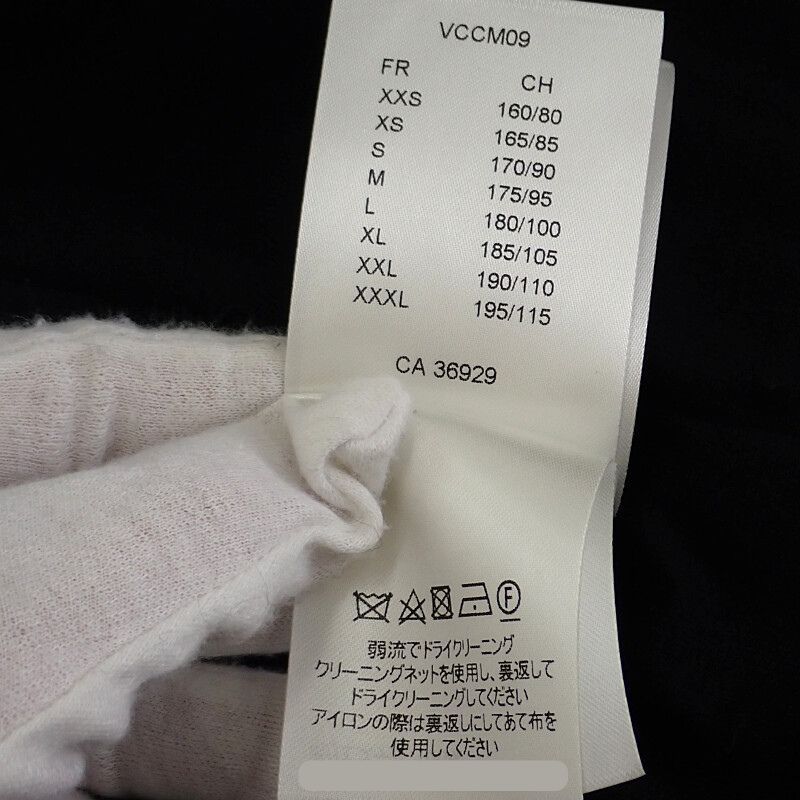 VCCM09
FR CH
XXS 160/80
XS 165/85
S 170/90
M 175/95
L 180/100
XL 185/105
XXL 190/110
XXXL 195/115
CA 36929
F
弱流でドライクリーニング
クリーニングネットを使用し、裏返して
ドライクリーニングしてください
アイロンの際は裏返しにしてあて布を
使用してください